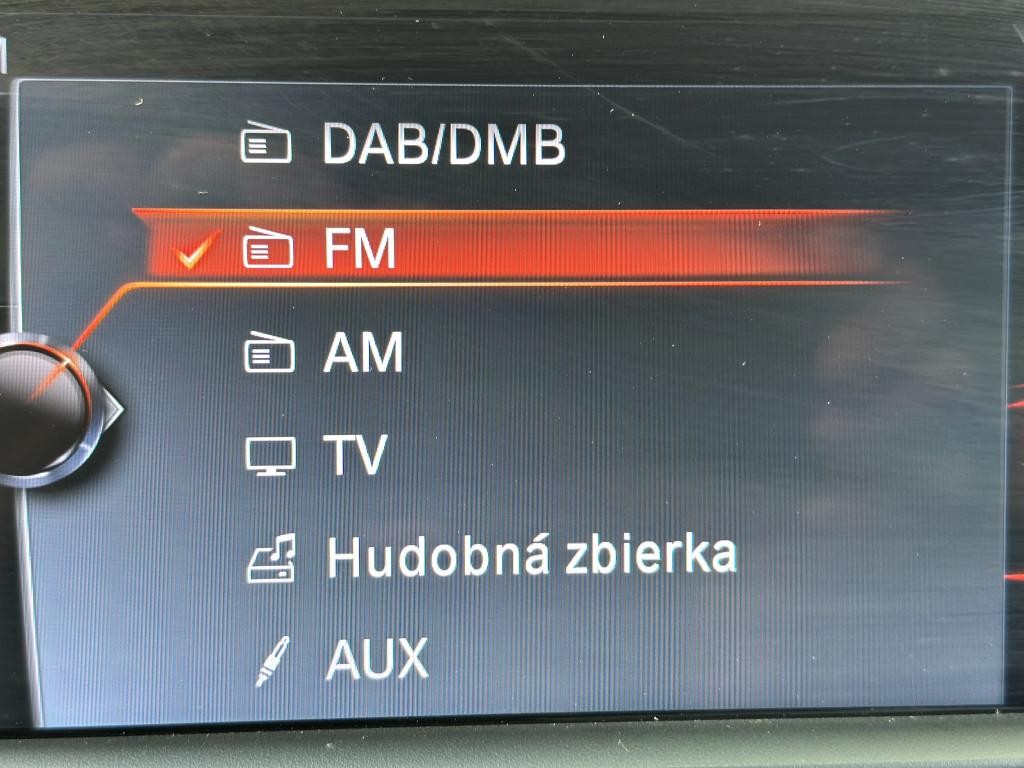 DAB/DMB
FM
AM
TV
Hudobná zbierka
AUX